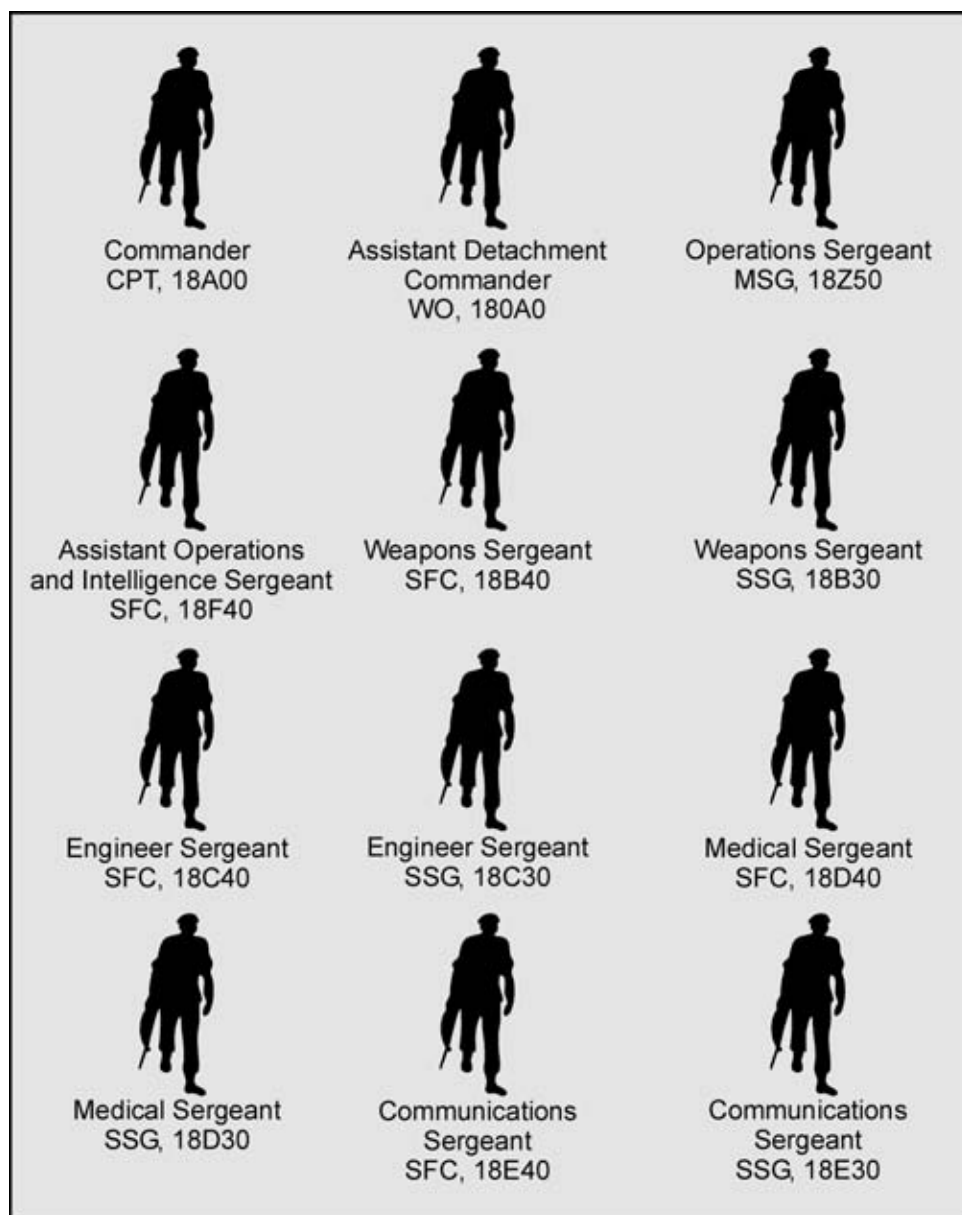 Commander
CPT, 18A00
Assistant Detachment
Commander
WO, 180A0
Operations Sergeant
MSG, 18Z50
Assistant Operations
and Intelligence Sergeant
SFC, 18F40
Weapons Sergeant
SFC, 18B40
Weapons Sergeant
SSG, 18B30
Engineer Sergeant
SFC, 18C40
Engineer Sergeant
SSG, 18C30
Medical Sergeant
SFC, 18D40
Medical Sergeant
SSG, 18D30
Communications
Sergeant
SFC, 18E40
Communications
Sergeant
SSG, 18E30